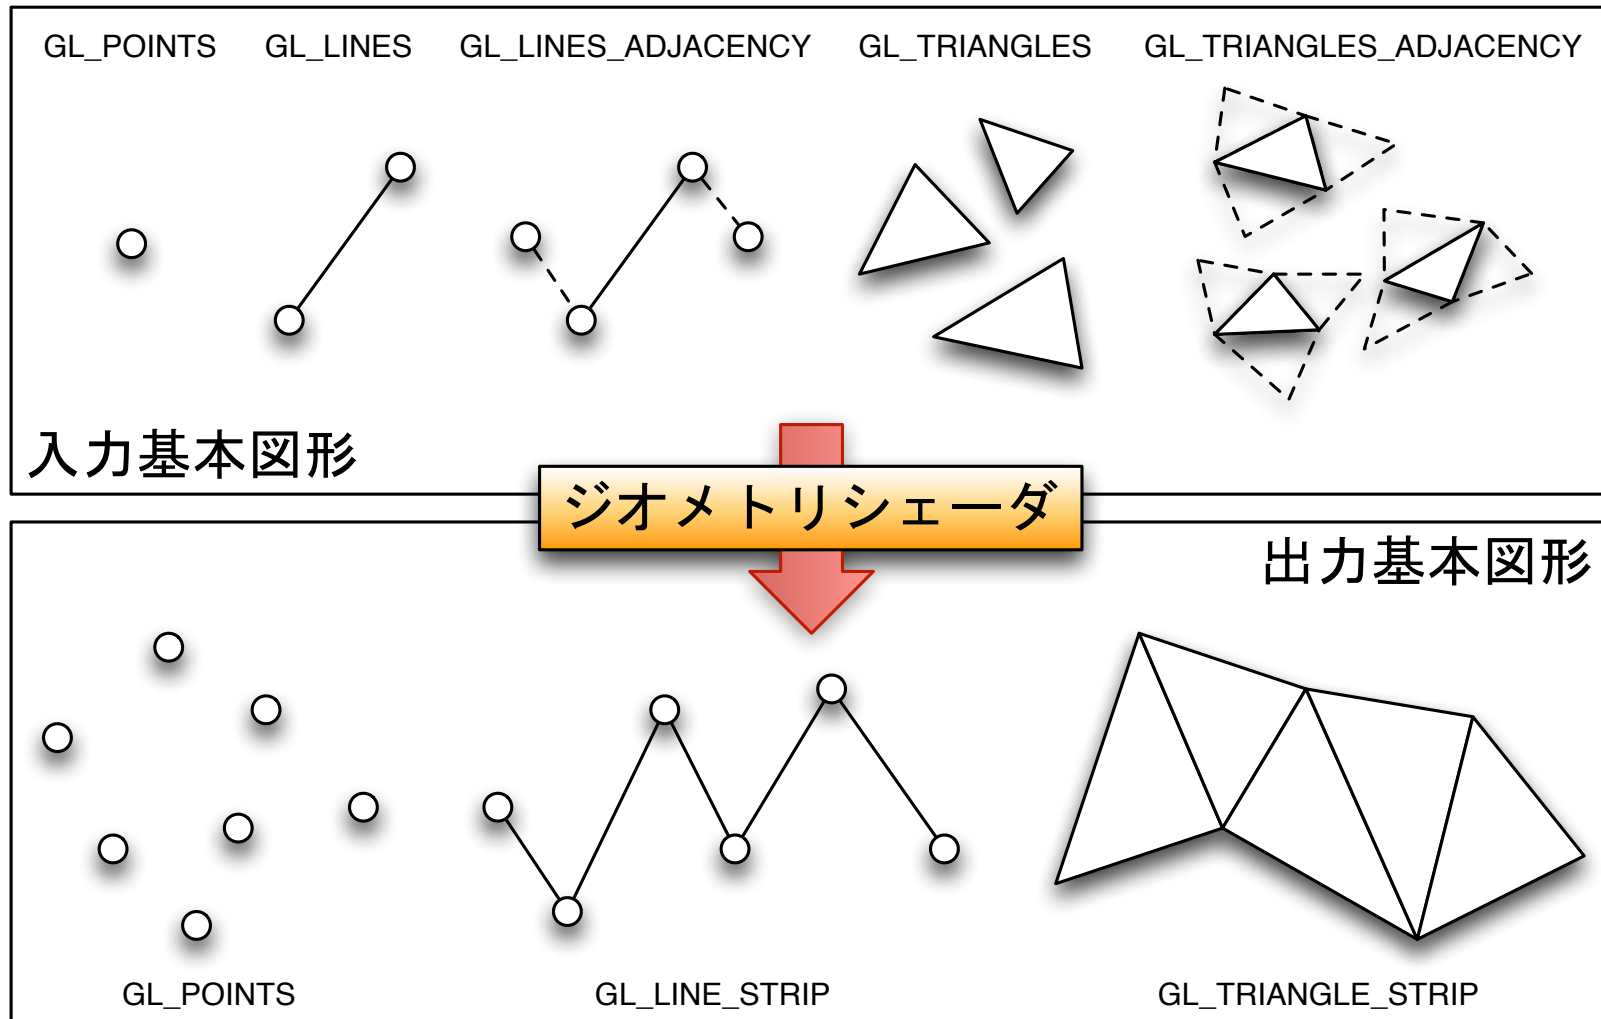 GL_POINTS
GL_LINES
GL_LINES_ADJACENCY
GL_TRIANGLES
GL_TRIANGLES_ADJACENCY
入力基本図形
ジオメトリシェーダ
出力基本図形
GL_POINTS
GL_LINE_STRIP
GL_TRIANGLE_STRIP